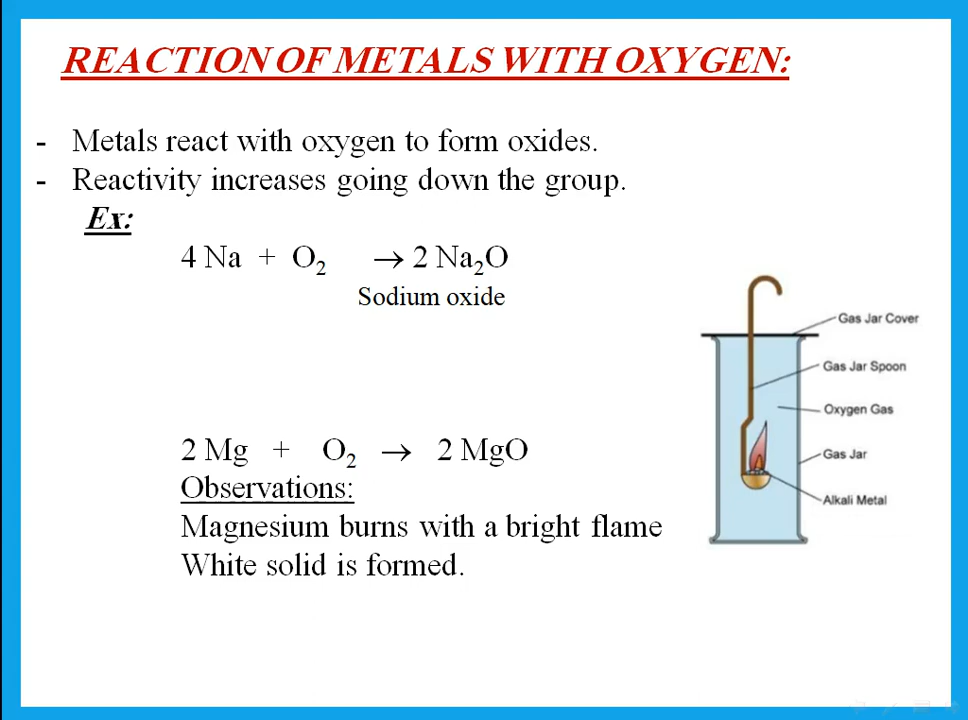 REACTION OF METALS WITH OXYGEN:
- Metals react with oxygen to form oxides.
- Reactivity increases going down the group.
Ex:
4 Na + O₂ → 2 Na₂O
Sodium oxide
2 Mg + O₂ → 2 MgO
Observations:
Magnesium burns with a bright flame
White solid is formed.
Gas Jar Cover
Gas Jar Spoon
Oxygen Gas
Gas Jar
Alkali Metal